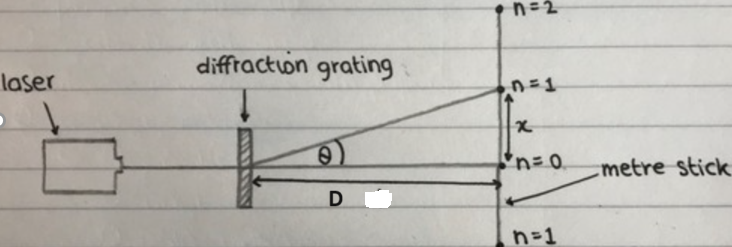 n=2
laser
diffraction grating
n=1
x
θ
n=0
metre stick
D
n=1